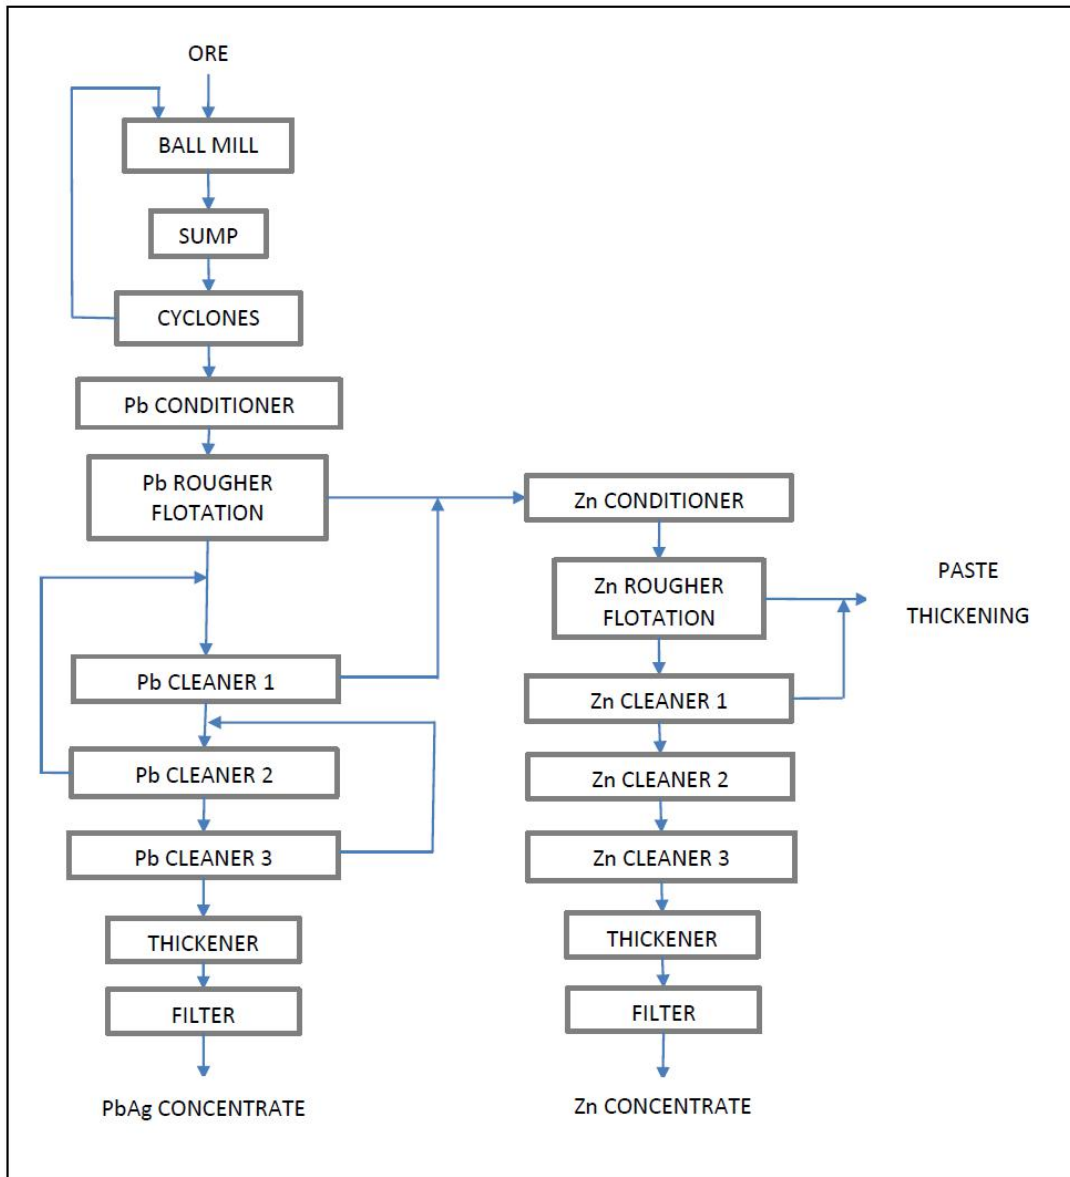 ORE
BALL MILL
SUMP
CYCLONES
Pb CONDITIONER
Pb ROUGHER
FLOTATION
Pb CLEANER 1
Pb CLEANER 2
Pb CLEANER 3
THICKENER
FILTER
PbAg CONCENTRATE
Zn CONDITIONER
Zn ROUGHER
FLOTATION
Zn CLEANER 1
Zn CLEANER 2
Zn CLEANER 3
THICKENER
FILTER
Zn CONCENTRATE
PASTE
THICKENING